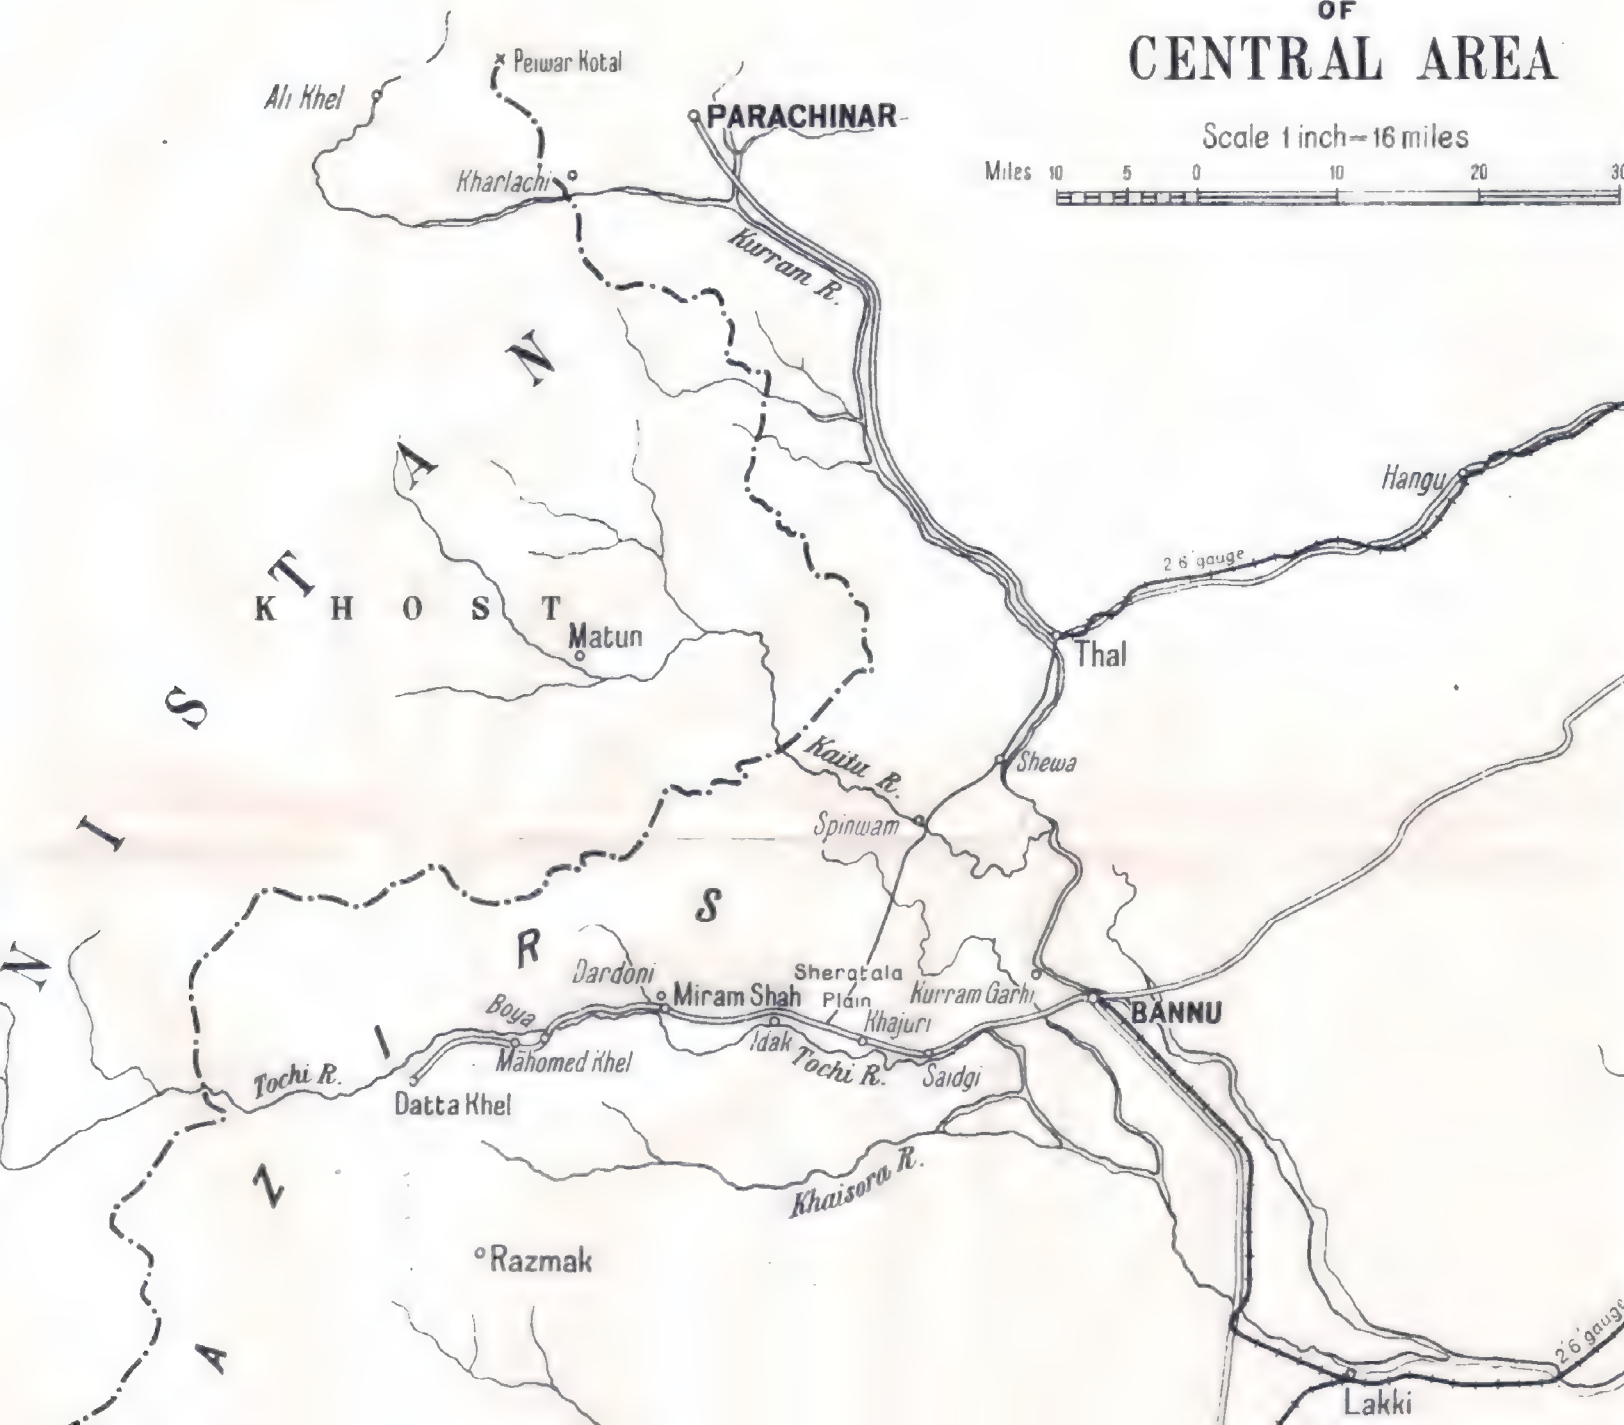 OF
CENTRAL AREA
Scale 1 inch=16 miles
Miles 10 5 0 10 20 30
Peiwar Kotal
Ali Khel
PARACHINAR
Kharlachi
Kurram R.
N
A
T
S
I
N
Hangu
2'6" gauge
K H O S T
Matun
Thal
Kaitu R.
Shewa
Spinwam
S
R
I
Z
A
Dardoni
Miram Shah
Shergtala
Plain
Kurram Garhi
Boya
Khajuri
BANNU
Mahomed Khel
Idak
Tochi R.
Saidgi
Tochi R.
Datta Khel
Khaisora R.
Razmak
2'6" gauge
Lakki